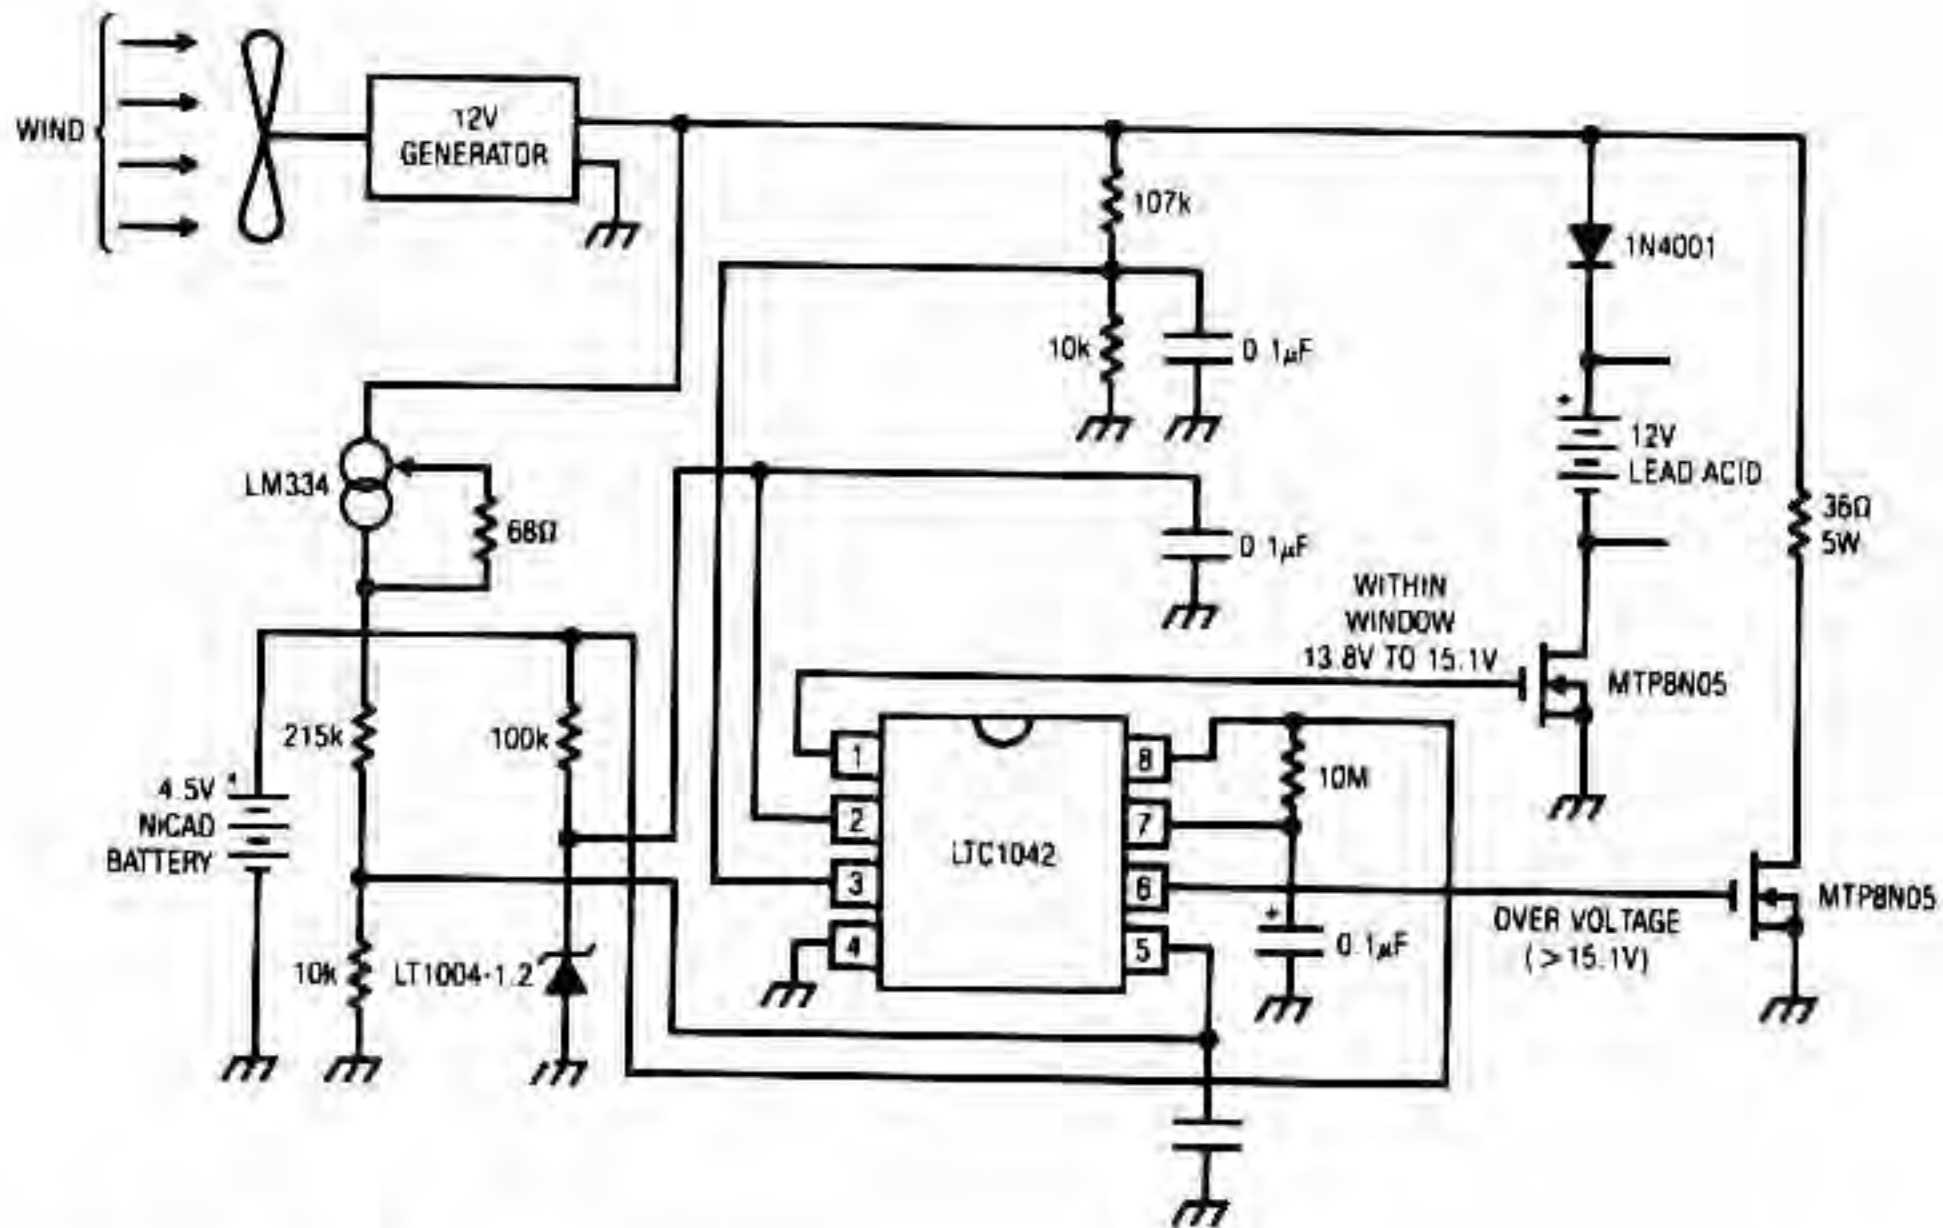 WIND
12V
GENERATOR
107k
1N4001
10k
0.1µF
12V
LEAD ACID
LM334
68Ω
0.1µF
36Ω
5W
WITHIN
WINDOW
13.8V TO 15.1V
MTP8N05
215k
100k
4.5V
NiCAD
BATTERY
1
2
3
4
8
7
6
5
LTC1042
10M
MTP8N05
OVER VOLTAGE
(>15.1V)
10k
LT1004-1.2
0.1µF